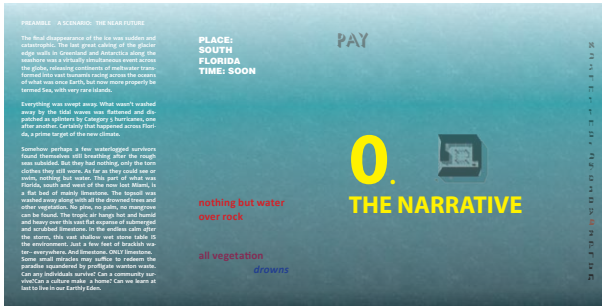 PREAMBLE A SCENARIO: THE NEAR FUTURE
The final disappearance of the ice was sudden and
catastrophic. The last great calving of the glacier
edge walls in Greenland and Antarctica along the
seashore was a virtually simultaneous event across
the globe, releasing continents of meltwater trans-
formed into vast tsunamis racing across the oceans
of what was once Earth, but now more properly be
termed Sea, with very rare islands.
Everything was swept away. What wasn't washed
away by the tidal waves was flattened and dis-
patched as splinters by Category 5 hurricanes, one
after another. Certainly that happened across Flori-
da, a prime target of the new climate.
Somehow perhaps a few waterlogged survivors
found themselves still breathing after the rough
seas subsided. But they had nothing, only the torn
clothes they still wore. As far as they could see or
swim, nothing but water. This part of what was
Florida, south and west of the now lost Miami, is
a flat bed of mainly limestone. The topsoil was
washed away along with all the drowned trees and
other vegetation. No pine, no palm, no mangrove
can be found. The tropic air hangs hot and humid
and heavy over this vast flat expanse of submerged
and scrubbed limestone. In the endless calm after
the storm, this vast shallow wet stone table IS
the environment. Just a few feet of brackish wa-
ter--everywhere. And limestone. ONLY limestone.
Some small miracles may suffice to redeem the
paradise squandered by profligate wanton waste.
Can any individuals survive? Can a community sur-
vive?Can a culture make a home? Can we learn at
last to live in our Earthly Eden.
PLACE:
SOUTH
FLORIDA
TIME: SOON
nothing but water
over rock
all vegetation
drowns
PAY
0.
THE NARRATIVE